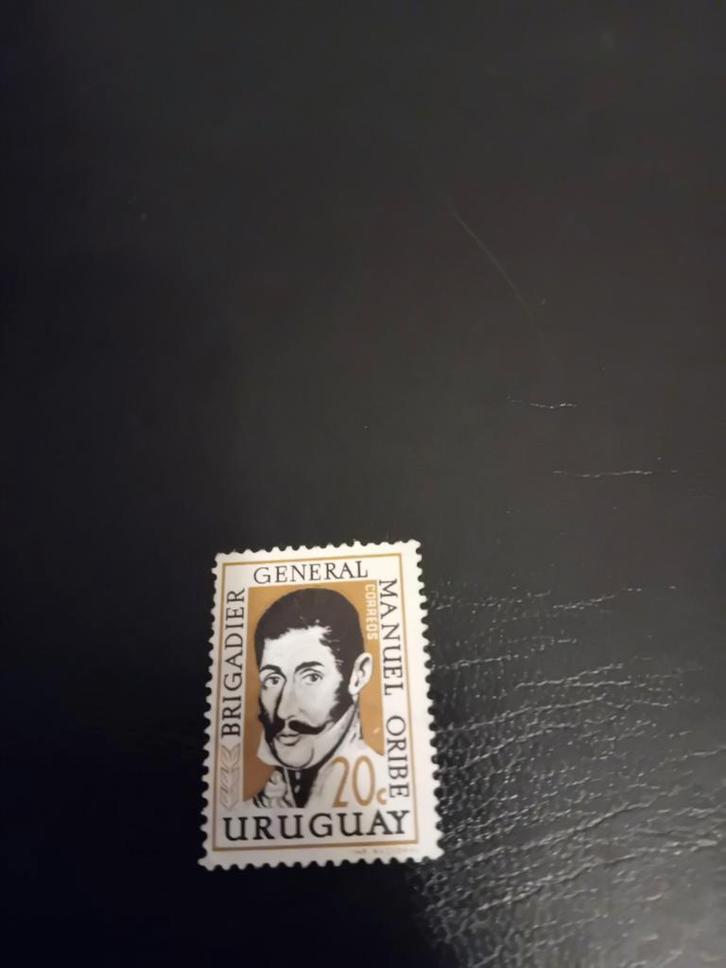 BRIGADIER
GENERAL
MANUEL ORIBE
CORREOS
20c
URUGUAY